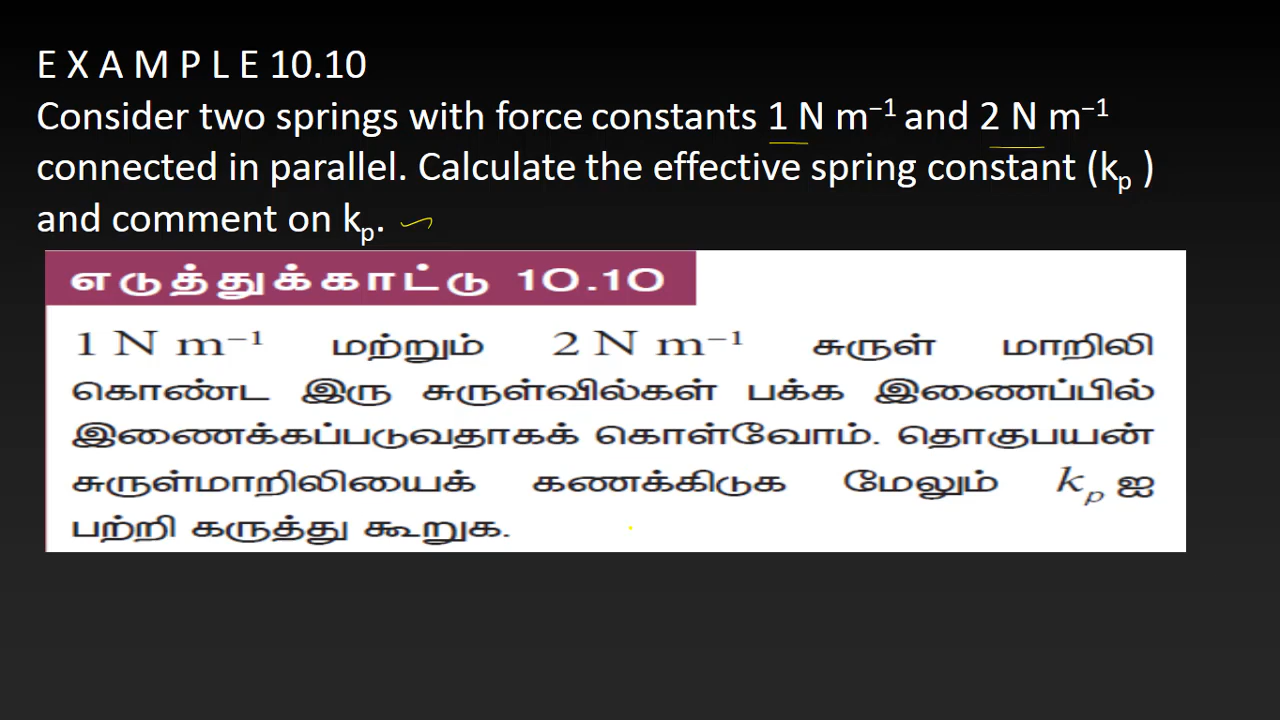 E X A M P L E 10.10
Consider two springs with force constants 1 N m⁻¹ and 2 N m⁻¹
connected in parallel. Calculate the effective spring constant (kₚ )
and comment on kₚ.
எடுத்துக்காட்டு 10.10
1 N m⁻¹ மற்றும் 2 N m⁻¹ சுருள் மாறிலி
கொண்ட இரு சுருள்வில்கள் பக்க இணைப்பில்
இணைக்கப்படுவதாகக் கொள்வோம். தொகுபயன்
சுருள்மாறிலியைக் கணக்கிடுக மேலும் kₚ ஐ
பற்றி கருத்து கூறுக.